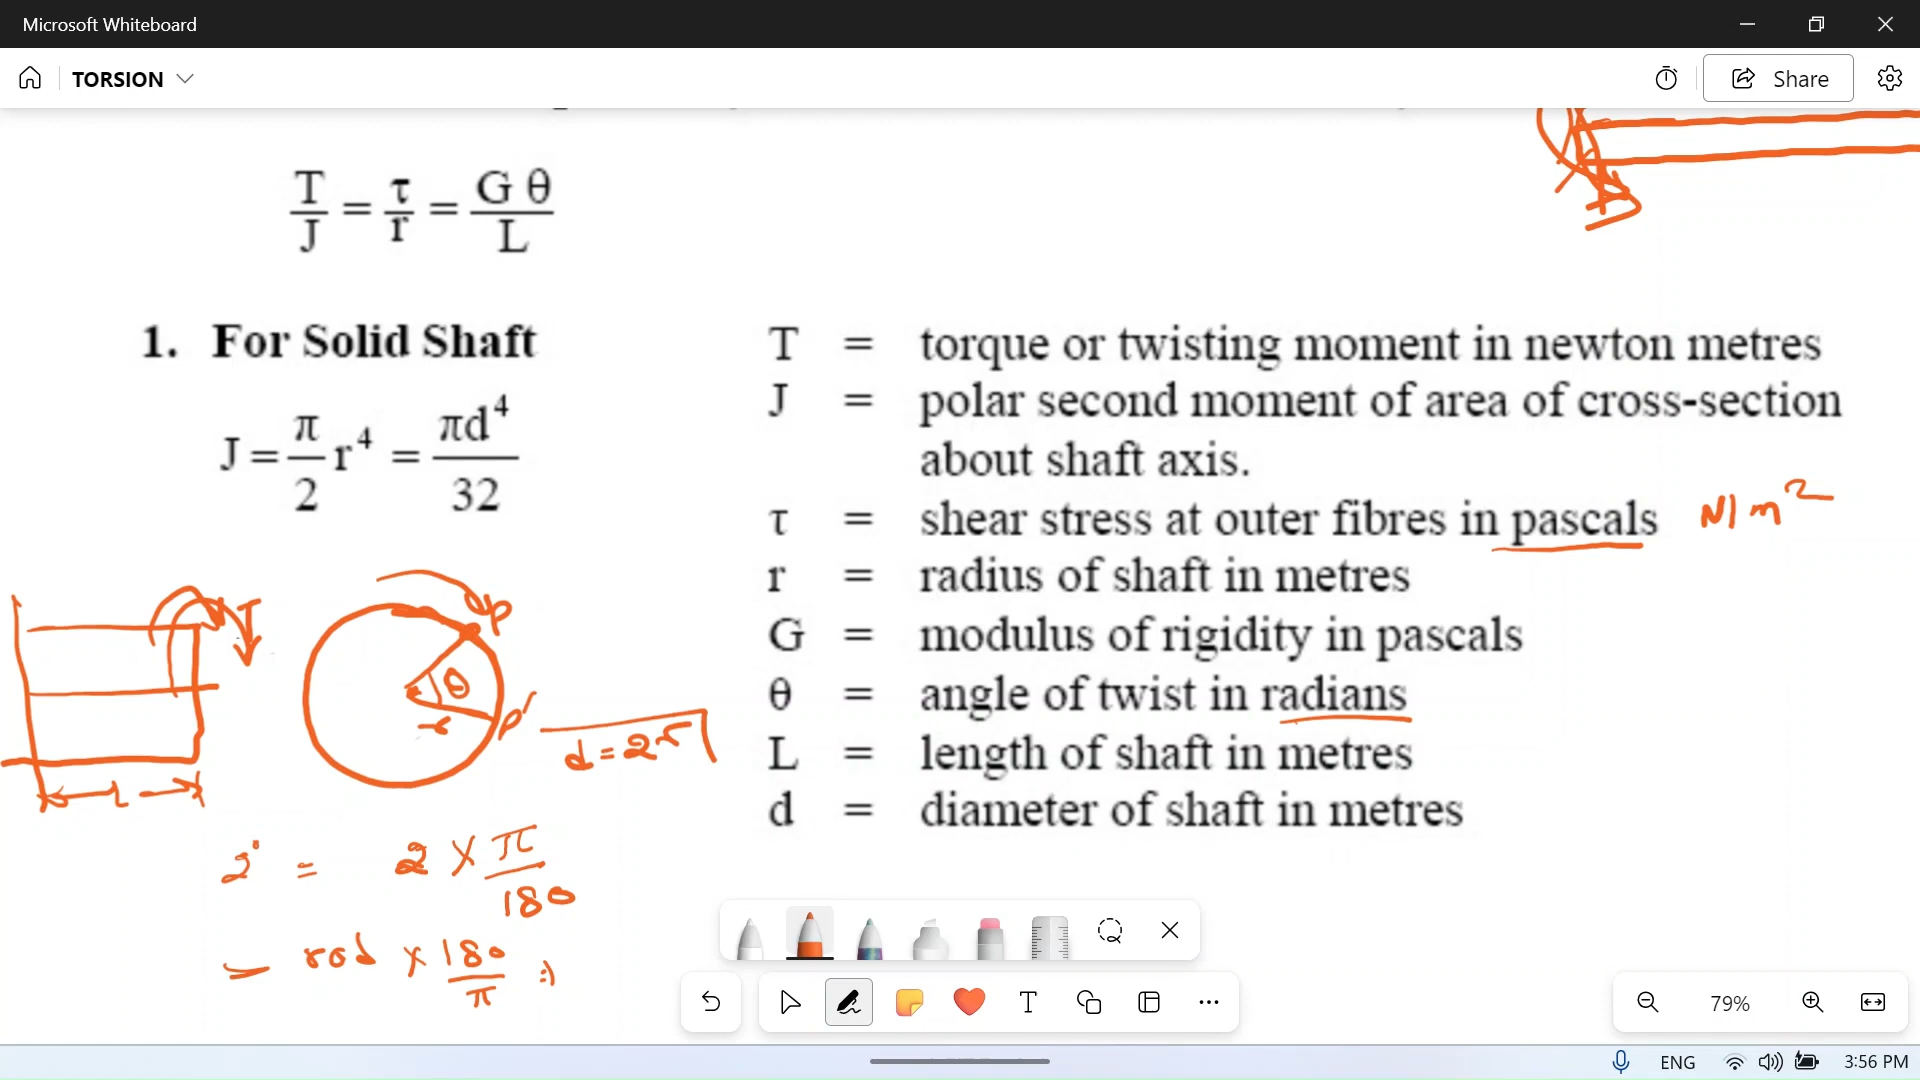 Microsoft Whiteboard
TORSION
Share
T/J = τ/r = G θ/L
1. For Solid Shaft
J = π/2 r⁴ = πd⁴/32
T = torque or twisting moment in newton metres
J = polar second moment of area of cross-section
about shaft axis.
τ = shear stress at outer fibres in pascals N/m²
r = radius of shaft in metres
G = modulus of rigidity in pascals
θ = angle of twist in radians
L = length of shaft in metres
d = diameter of shaft in metres
T
L
P
θ
r
P'
d = 2r
2° = 2 × π/180
rad × 180/π
T
79%
ENG
3:56 PM